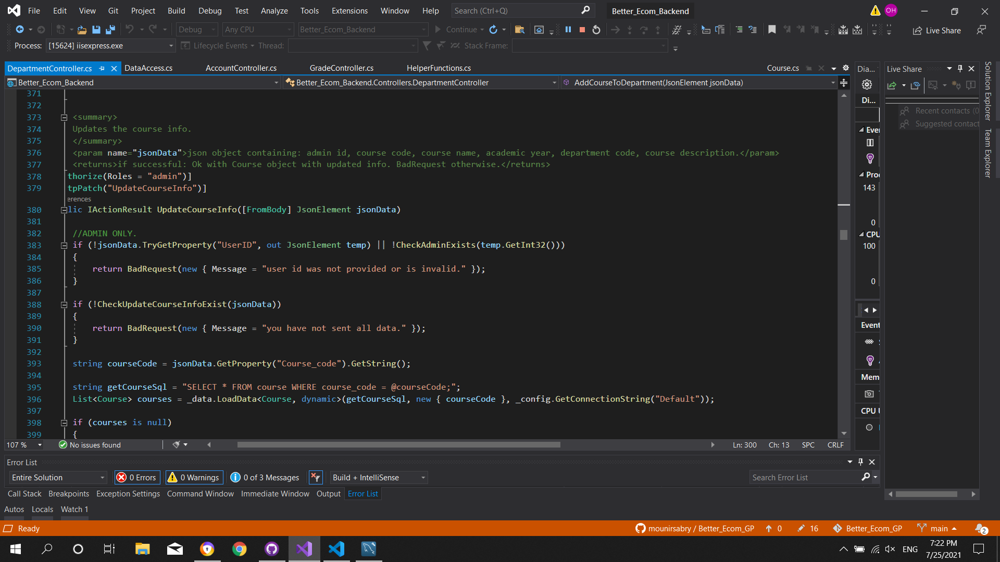 File Edit View Git Project Build Debug Test Analyze Tools Extensions Window Help Search (Ctrl+Q) Better_Ecom_Backend OH
Debug Any CPU Better_Ecom_Backend Continue Live Share
Process: [15624] iisexpress.exe Lifecycle Events Thread: Stack Frame:
DepartmentController.cs DataAccess.cs AccountController.cs GradeController.cs HelperFunctions.cs Course.cs Dia... Live Share
Better_Ecom_Backend Better_Ecom_Backend.Controllers.DepartmentController AddCourseToDepartment(JsonElement jsonData)
371
372
373 <summary>
374 Updates the course info.
375 </summary>
376 <param name="jsonData">json object containing: admin id, course code, course name, academic year, department code, course description.</param>
377 <returns>if successful: Ok with Course object with updated info. BadRequest otherwise.</returns>
378 thorize(Roles = "admin")]
379 tpPatch("UpdateCourseInfo")]
erences
380 lic IActionResult UpdateCourseInfo([FromBody] JsonElement jsonData)
381
382 //ADMIN ONLY.
383 if (!jsonData.TryGetProperty("UserID", out JsonElement temp) || !CheckAdminExists(temp.GetInt32()))
384 {
385 return BadRequest(new { Message = "user id was not provided or is invalid." });
386 }
387
388 if (!CheckUpdateCourseInfoExist(jsonData))
389 {
390 return BadRequest(new { Message = "you have not sent all data." });
391 }
392
393 string courseCode = jsonData.GetProperty("Course_code").GetString();
394
395 string getCourseSql = "SELECT * FROM course WHERE course_code = @courseCode;";
396 List<Course> courses = _data.LoadData<Course, dynamic>(getCourseSql, new { courseCode }, _config.GetConnectionString("Default"));
397
398 if (courses is null)
399 {
107 % No issues found Ln: 300 Ch: 13 SPC CRLF
Di...
Eve
Pro
143
0
CPU
100
0
Event
Mem
CPU U
Recent contacts (0
Suggested contact
Solution Explorer
Team Explorer
Error List
Entire Solution 0 Errors 0 Warnings 0 of 3 Messages Build + IntelliSense Search Error List
Call Stack Breakpoints Exception Settings Command Window Immediate Window Output Error List
Autos Locals Watch 1
Ready mounirsabry / Better_Ecom_GP 0 16 Better_Ecom_GP main 2
ENG 7:22 PM
7/25/2021